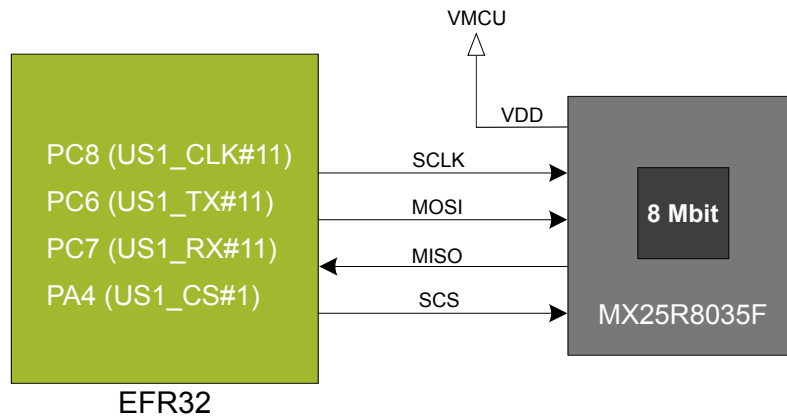 VMCU
VDD
PC8 (US1_CLK#11)
SCLK
PC6 (US1_TX#11)
MOSI
8 Mbit
PC7 (US1_RX#11)
MISO
PA4 (US1_CS#1)
SCS
MX25R8035F
EFR32